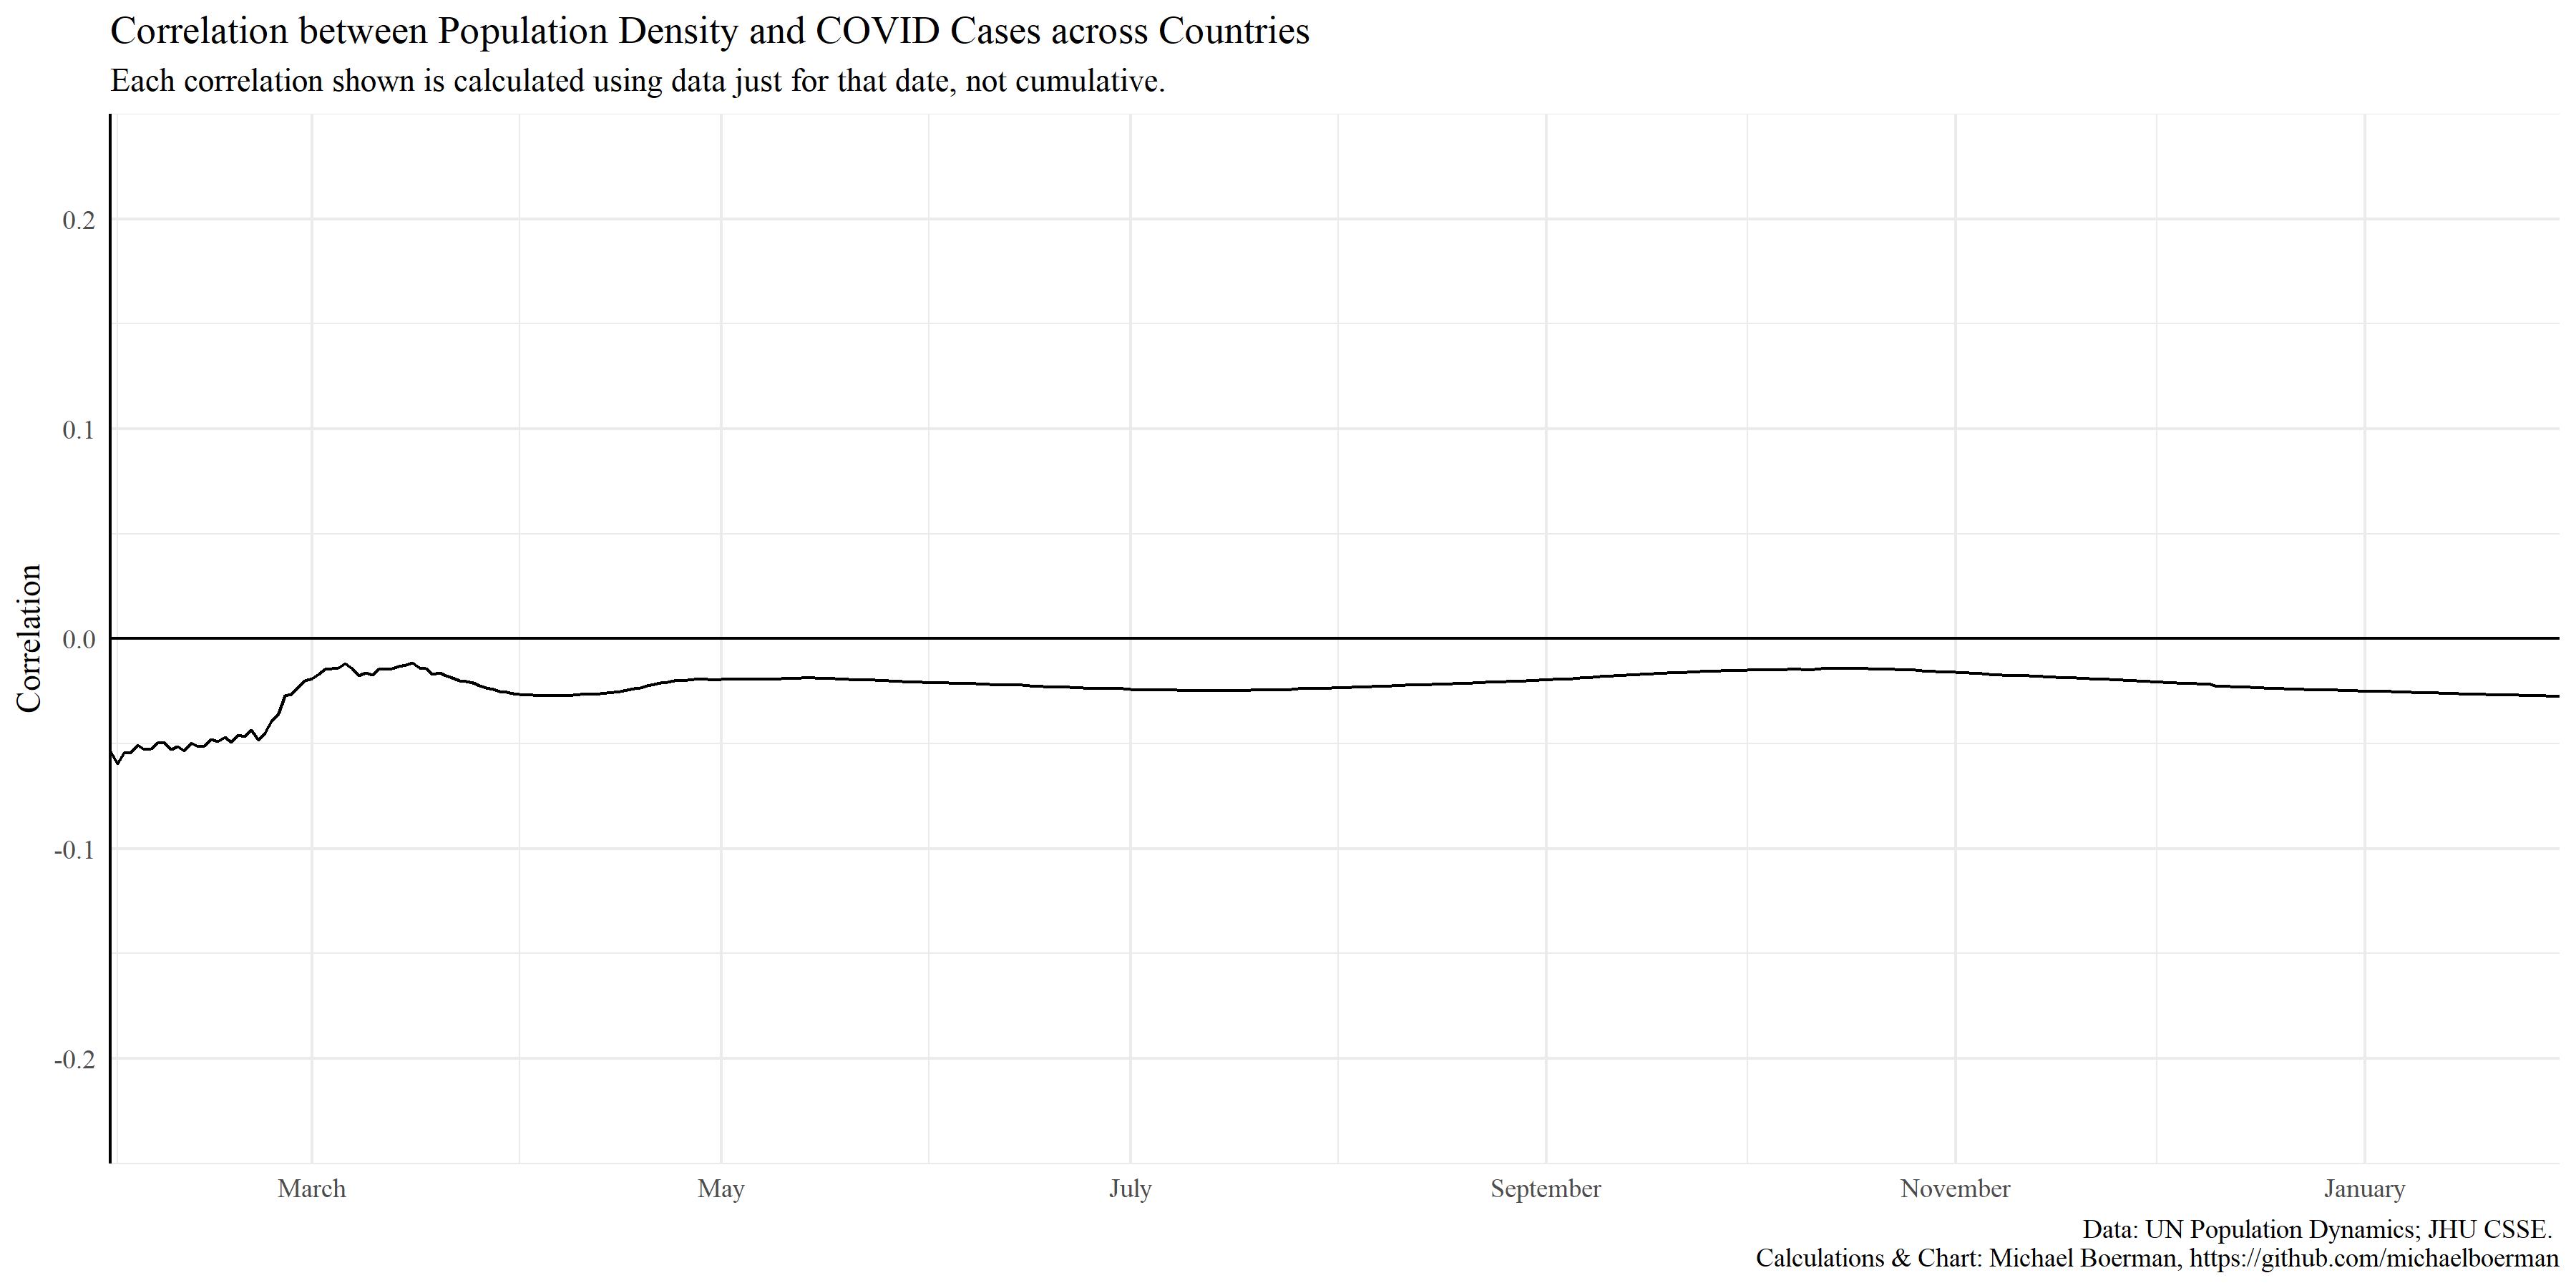 Correlation between Population Density and COVID Cases across Countries
Each correlation shown is calculated using data just for that date, not cumulative.
Correlation
0.2
0.1
0.0
-0.1
-0.2
March May July September November January
Data: UN Population Dynamics; JHU CSSE.
Calculations & Chart: Michael Boerman, https://github.com/michaelboerman